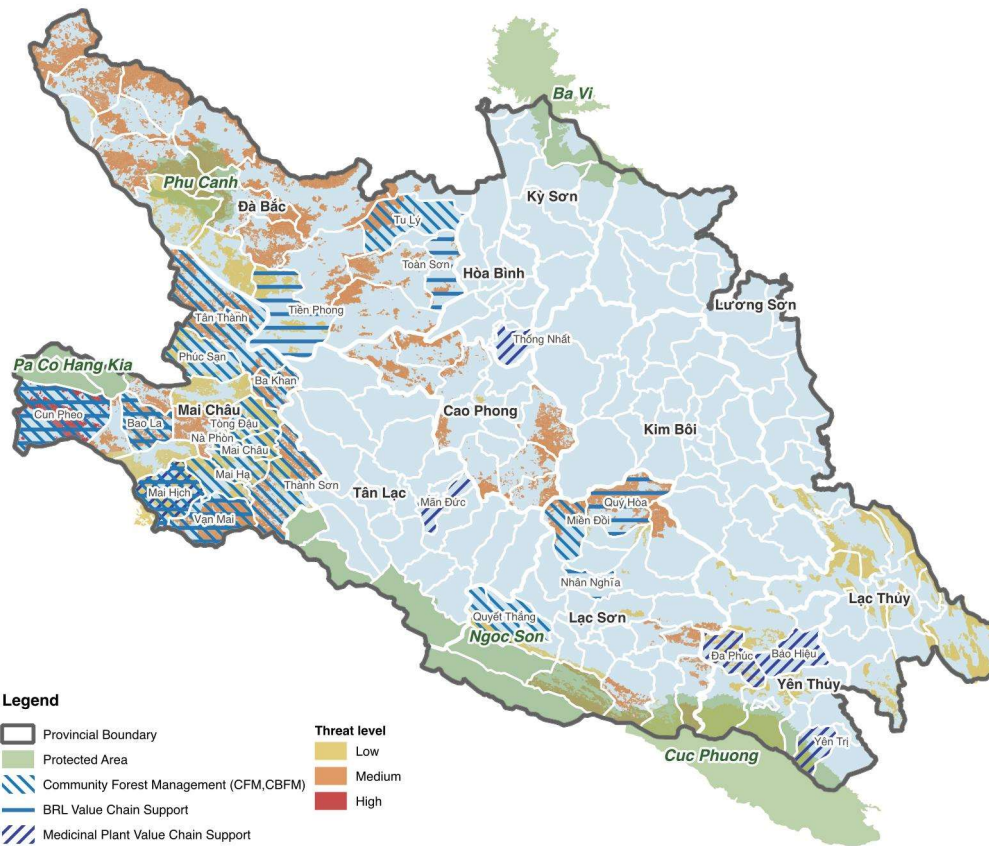 Ba Vi
Phu Canh
Đà Bắc
Kỳ Sơn
Tu Lý
Toàn Sơn
Hòa Bình
Lương Sơn
Tiền Phong
Tân Thành
Thống Nhất
Phúc Sạn
Pa Co Hang Kia
Ba Khan
Cun Pheo
Mai Châu
Bao La
Tòng Đậu
Cao Phong
Kim Bôi
Nà Phòn
Mai Châu
Mai Hạ
Thành Sơn
Tân Lạc
Mãn Đức
Quý Hòa
Mai Hịch
Vạn Mai
Miền Đồi
Nhân Nghĩa
Lạc Thủy
Quyết Thắng
Lạc Sơn
Ngoc Son
Đa Phúc
Bảo Hiệu
Yên Thủy
Yên Trị
Cuc Phuong
Legend
Provincial Boundary
Protected Area
Community Forest Management (CFM,CBFM)
BRL Value Chain Support
Medicinal Plant Value Chain Support
Threat level
Low
Medium
High